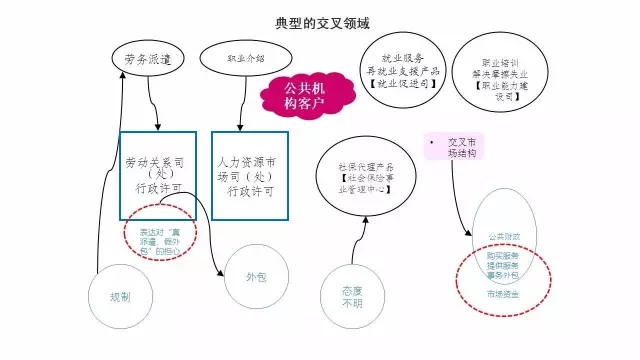 典型的交叉领域
劳务派遣
职业介绍
公共机
构客户
就业服务
再就业支援产品
【就业促进司】
职业培训
解决摩擦失业
【职业能力建
设司】
劳动关系司
（处）
行政许可
人力资源市
场司（处）
行政许可
社保代理产品
【社会保险事
业管理中心】
• 交叉市
场结构
表达对“真
派遣，假外
包”的担心
规制
外包
态度
不明
公共财政
购买服务
提供服务
事务外包
市场资金